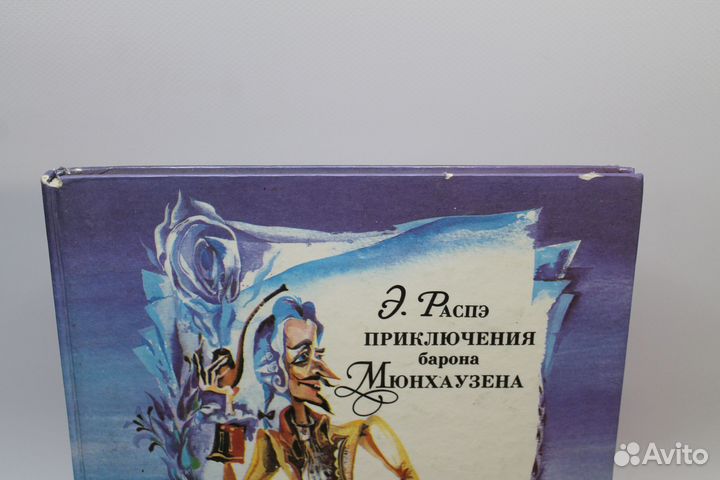 Э. Распэ
ПРИКЛЮЧЕНИЯ
барона
Мюнхаузена
Avito